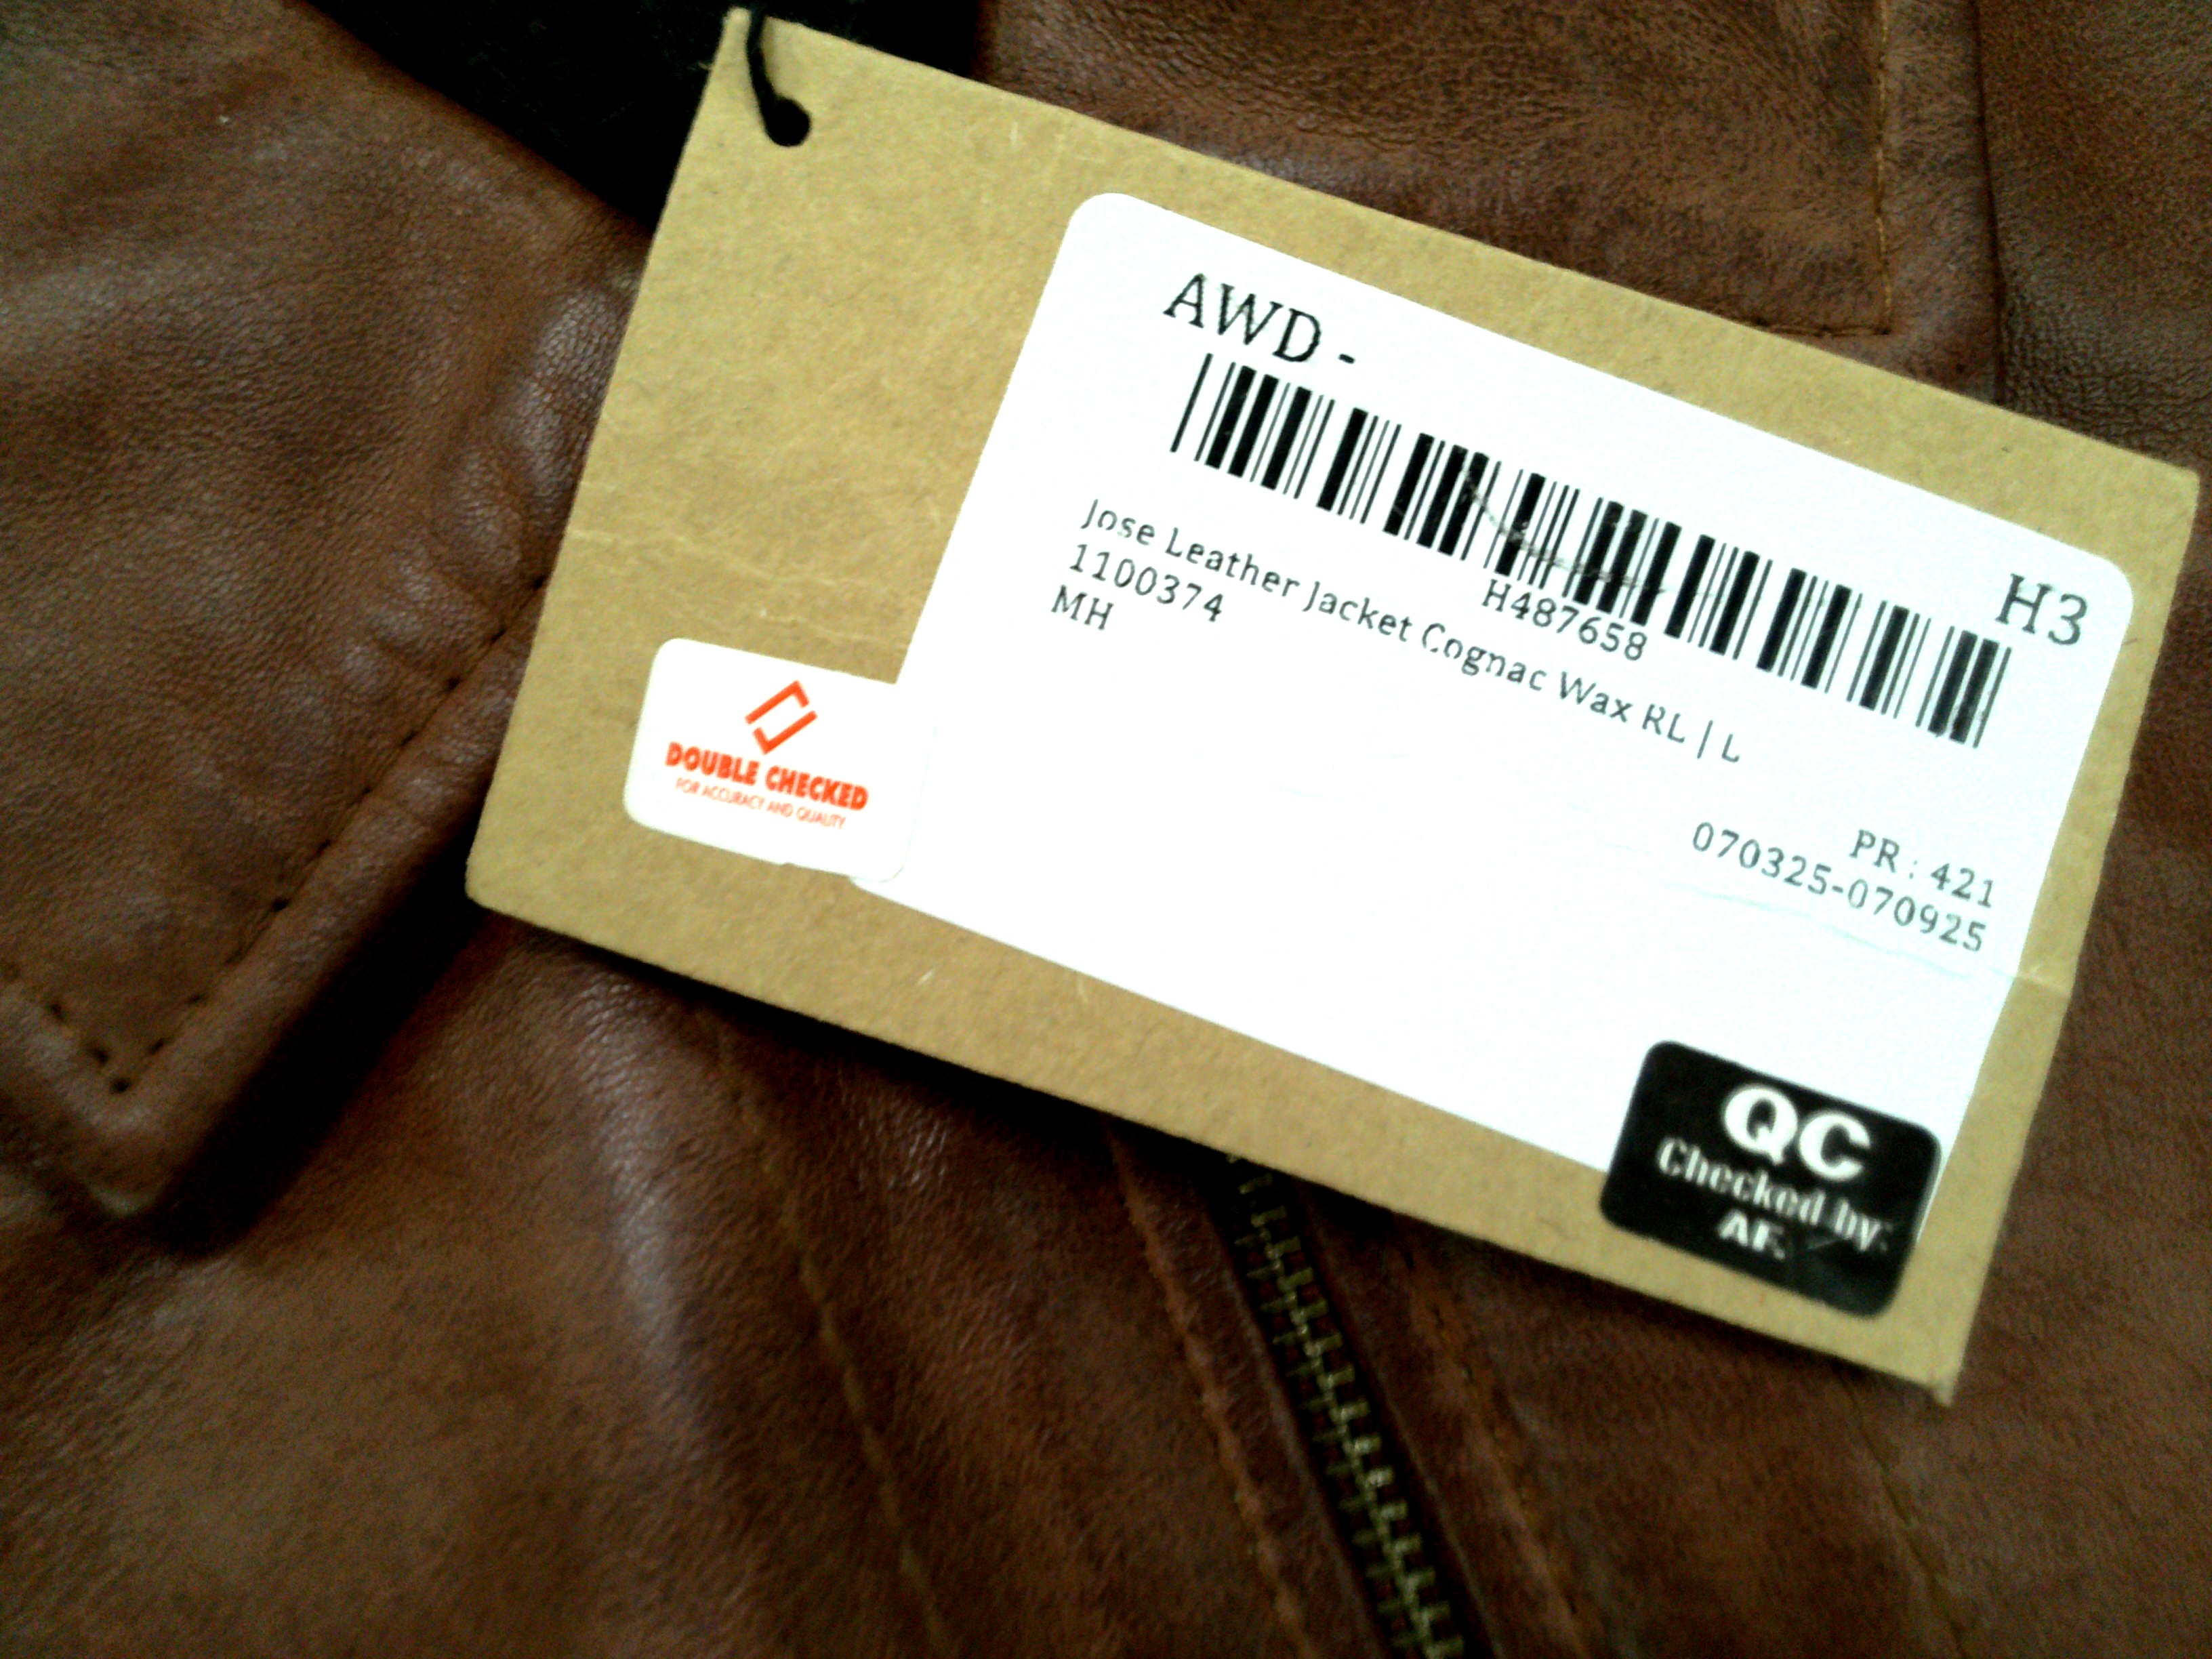 AWD -
H3
H487658
Jose Leather Jacket Cognac Wax RL | L
1100374
MH
PR : 421
070325-070925
DOUBLE CHECKED
FOR ACCURACY AND QUALITY
QC
Checked by: